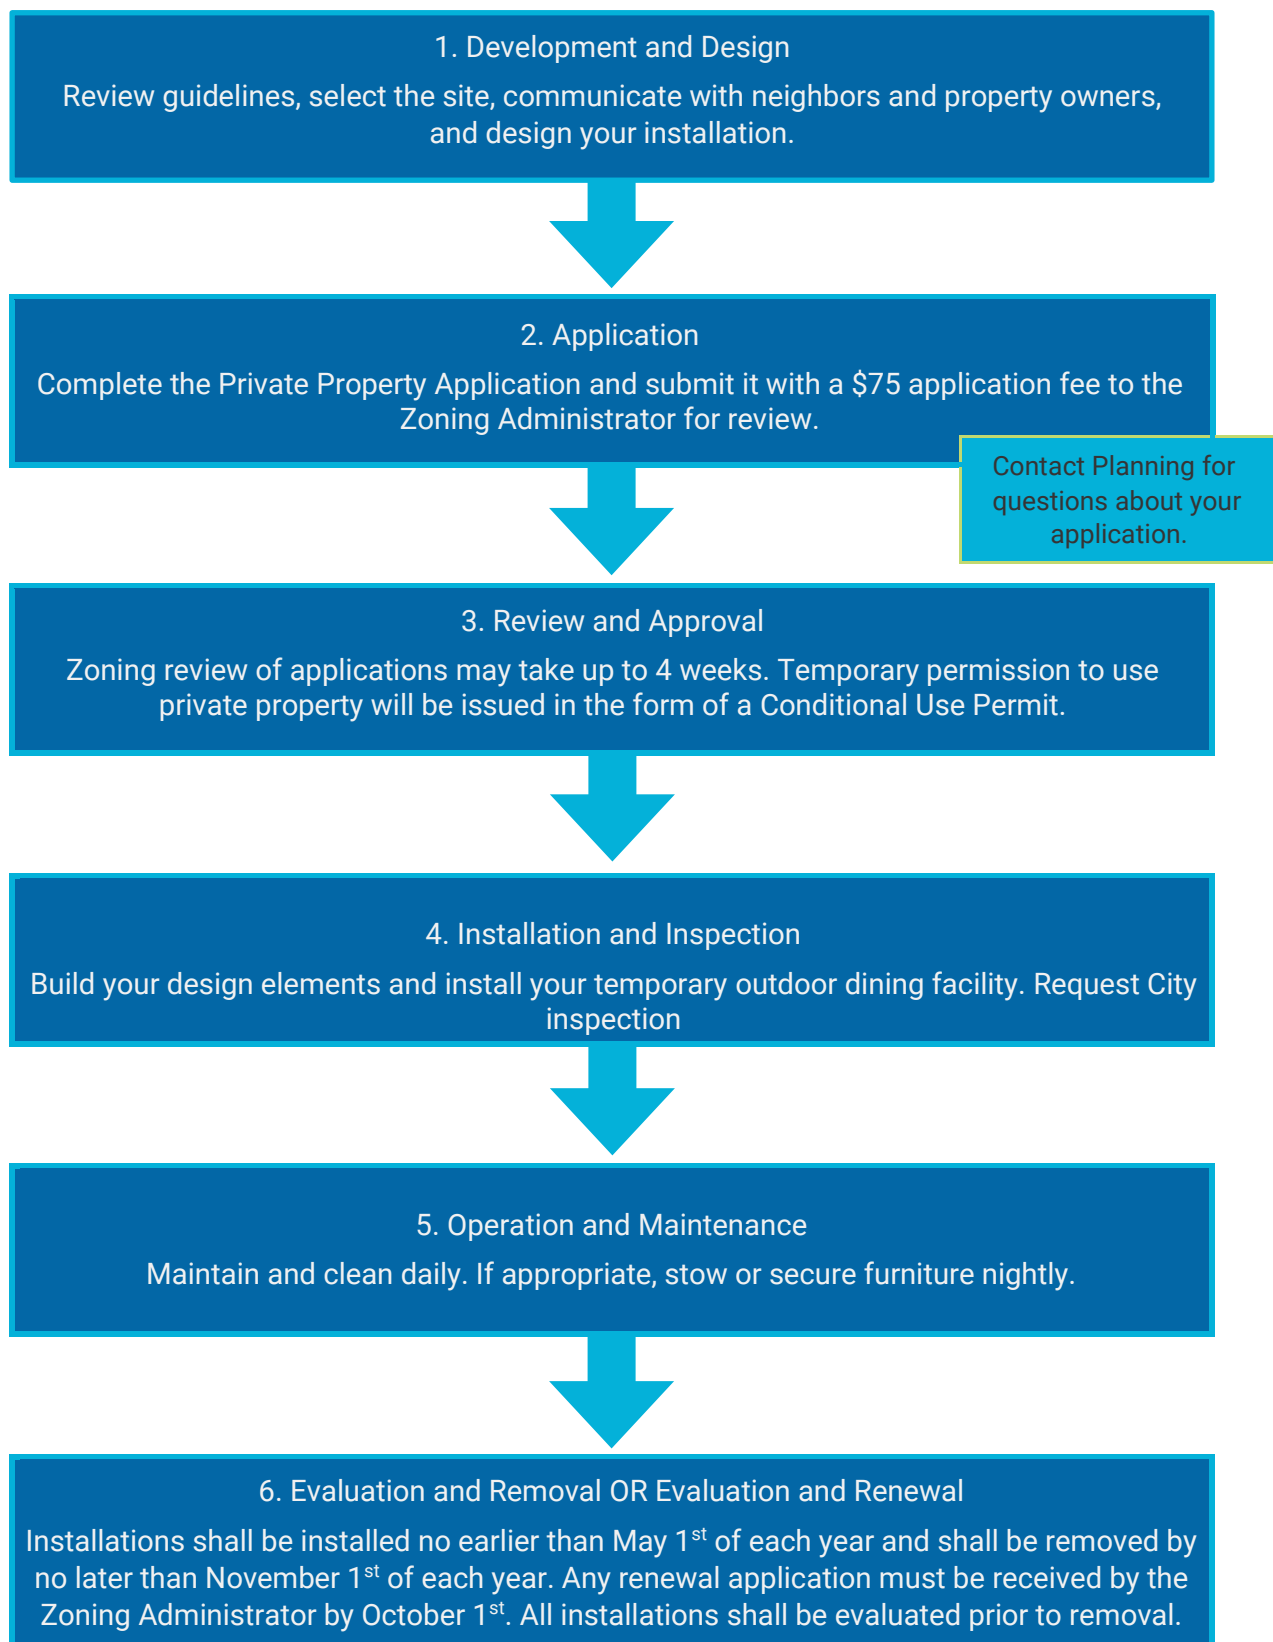 1. Development and Design
Review guidelines, select the site, communicate with neighbors and property owners,
and design your installation.
2. Application
Complete the Private Property Application and submit it with a $75 application fee to the
Zoning Administrator for review.
Contact Planning for
questions about your
application.
3. Review and Approval
Zoning review of applications may take up to 4 weeks. Temporary permission to use
private property will be issued in the form of a Conditional Use Permit.
4. Installation and Inspection
Build your design elements and install your temporary outdoor dining facility. Request City
inspection
5. Operation and Maintenance
Maintain and clean daily. If appropriate, stow or secure furniture nightly.
6. Evaluation and Removal OR Evaluation and Renewal
Installations shall be installed no earlier than May 1st of each year and shall be removed by
no later than November 1st of each year. Any renewal application must be received by the
Zoning Administrator by October 1st. All installations shall be evaluated prior to removal.